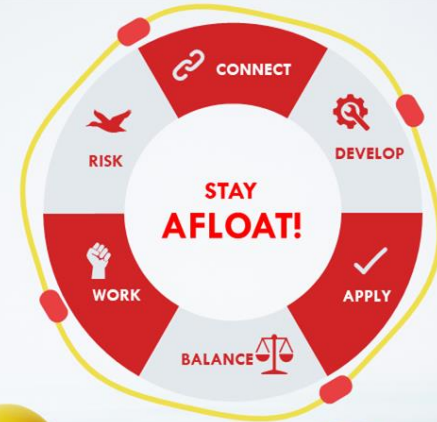 CONNECT
DEVELOP
APPLY
BALANCE
WORK
RISK
STAY
AFLOAT!